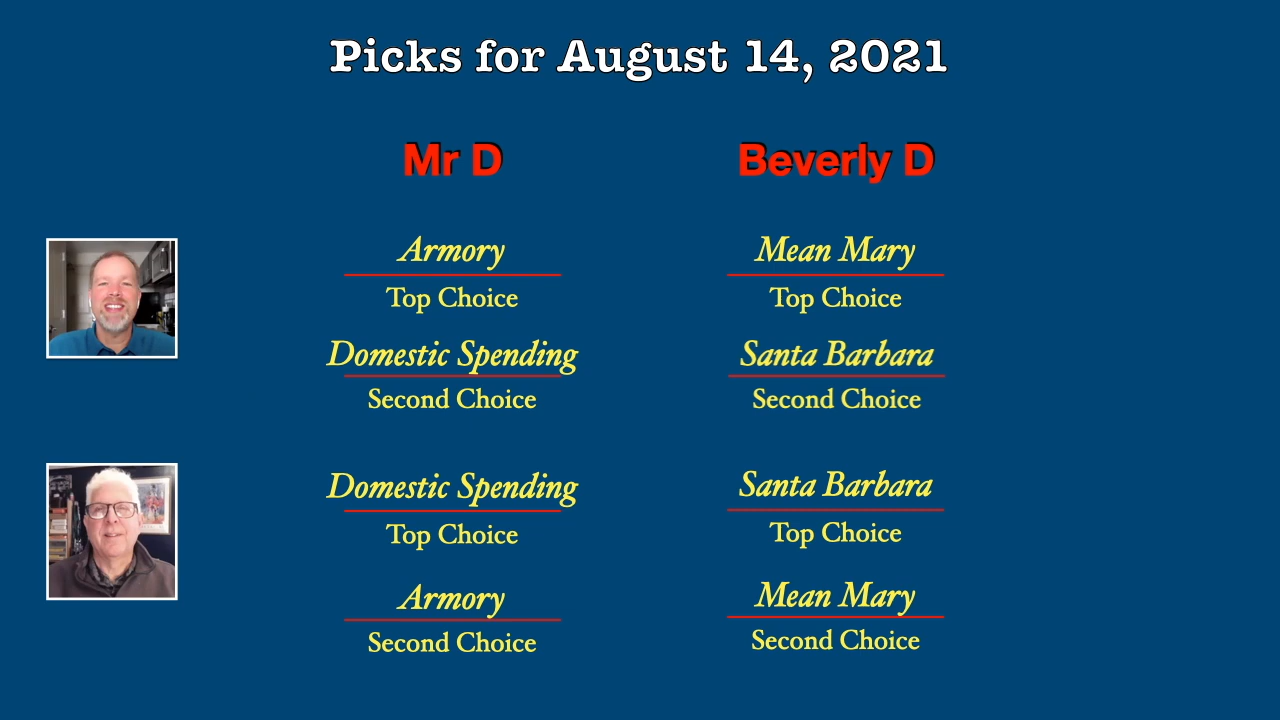 Picks for August 14, 2021
Mr D
Beverly D
Armory
Mean Mary
Top Choice
Top Choice
Domestic Spending
Santa Barbara
Second Choice
Second Choice
Domestic Spending
Santa Barbara
Top Choice
Top Choice
Armory
Mean Mary
Second Choice
Second Choice